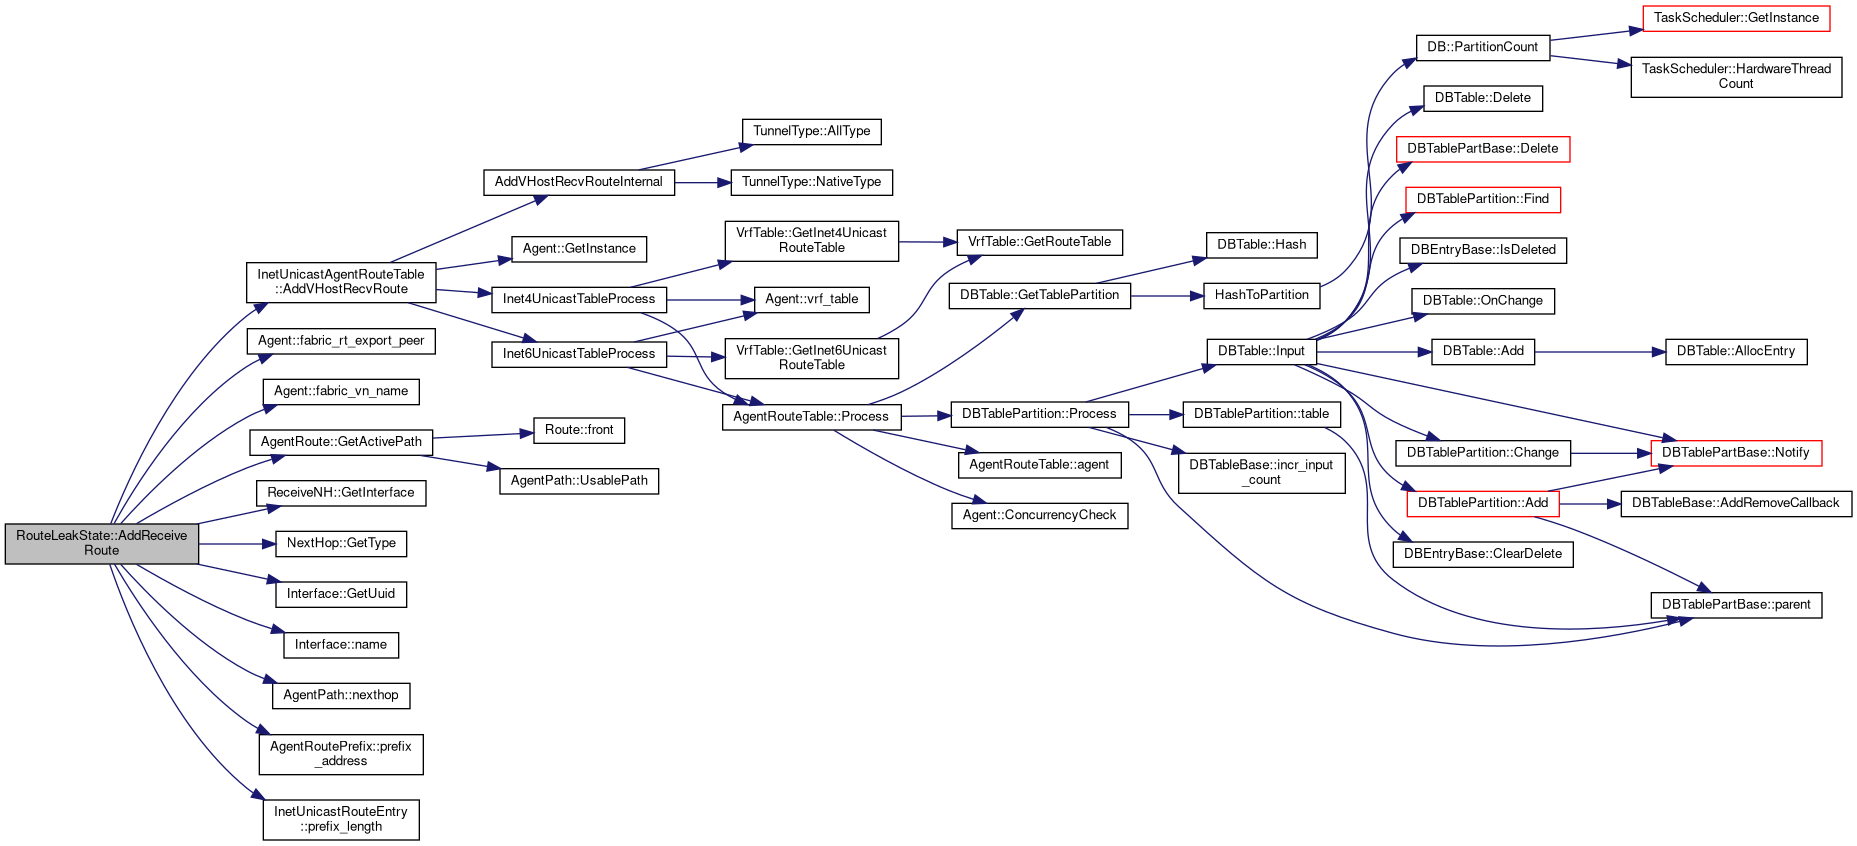 RouteLeakState::AddReceive
Route
InetUnicastAgentRouteTable
::AddVHostRecvRoute
Agent::fabric_rt_export_peer
Agent::fabric_vn_name
AgentRoute::GetActivePath
ReceiveNH::GetInterface
NextHop::GetType
Interface::GetUuid
Interface::name
AgentPath::nexthop
AgentRoutePrefix::prefix
_address
InetUnicastRouteEntry
::prefix_length
AddVHostRecvRouteInternal
Agent::GetInstance
Inet4UnicastTableProcess
Inet6UnicastTableProcess
Route::front
AgentPath::UsablePath
TunnelType::AllType
TunnelType::NativeType
VrfTable::GetInet4Unicast
RouteTable
Agent::vrf_table
VrfTable::GetInet6Unicast
RouteTable
AgentRouteTable::Process
VrfTable::GetRouteTable
DBTable::GetTablePartition
DBTablePartition::Process
AgentRouteTable::agent
Agent::ConcurrencyCheck
DBTable::Hash
HashToPartition
DBTable::Input
DBTablePartition::table
DBTableBase::incr_input
_count
DB::PartitionCount
DBTable::Delete
DBTablePartBase::Delete
DBTablePartition::Find
DBEntryBase::IsDeleted
DBTable::OnChange
DBTable::Add
DBTablePartition::Change
DBTablePartition::Add
DBEntryBase::ClearDelete
TaskScheduler::GetInstance
TaskScheduler::HardwareThread
Count
DBTable::AllocEntry
DBTablePartBase::Notify
DBTableBase::AddRemoveCallback
DBTablePartBase::parent